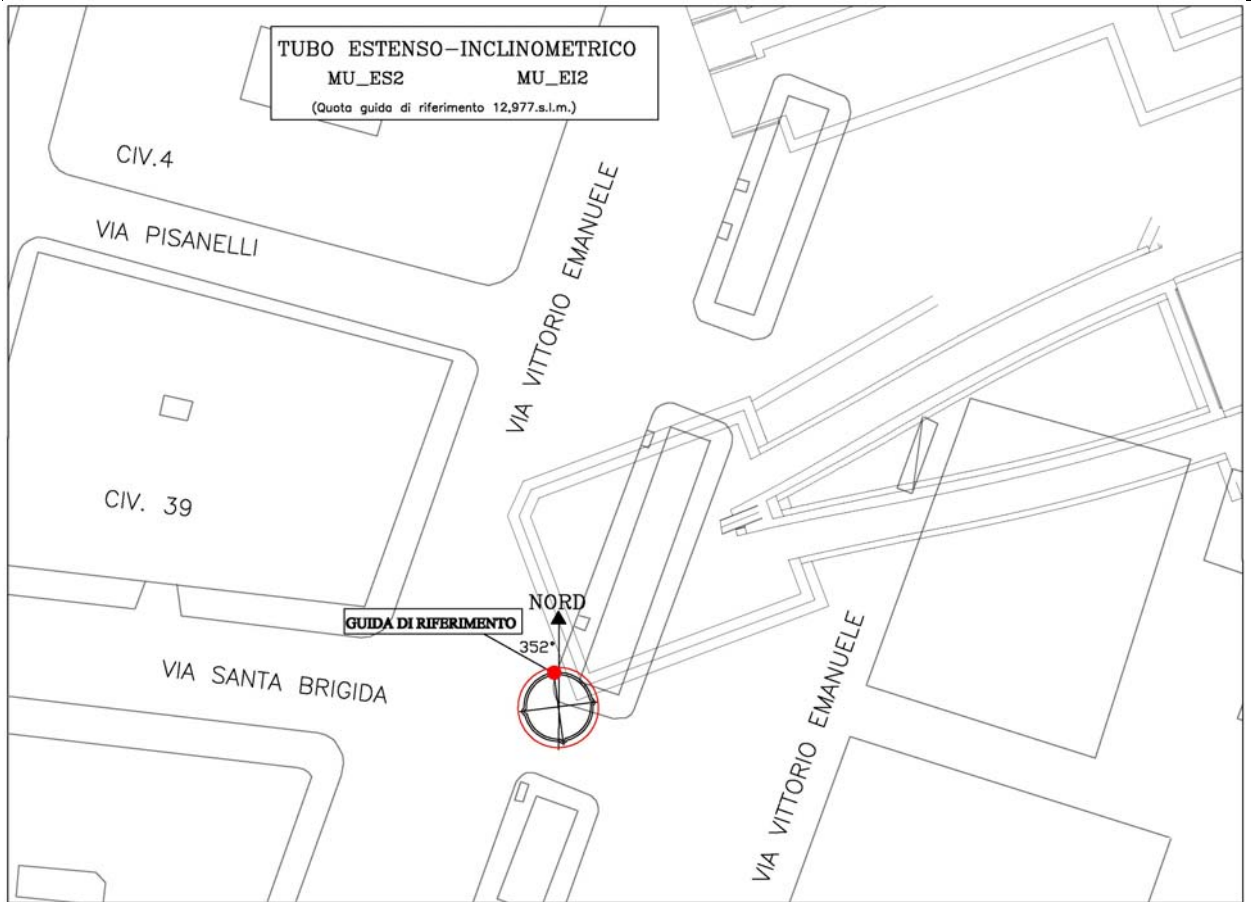 TUBO ESTENSO-INCLINOMETRICO
MU_ES2 MU_EI2
(Quota guida di riferimento 12,977.s.l.m.)
CIV.4
VIA PISANELLI
VIA VITTORIO EMANUELE
CIV. 39
NORD
GUIDA DI RIFERIMENTO
352°
VIA SANTA BRIGIDA
VIA VITTORIO EMANUELE